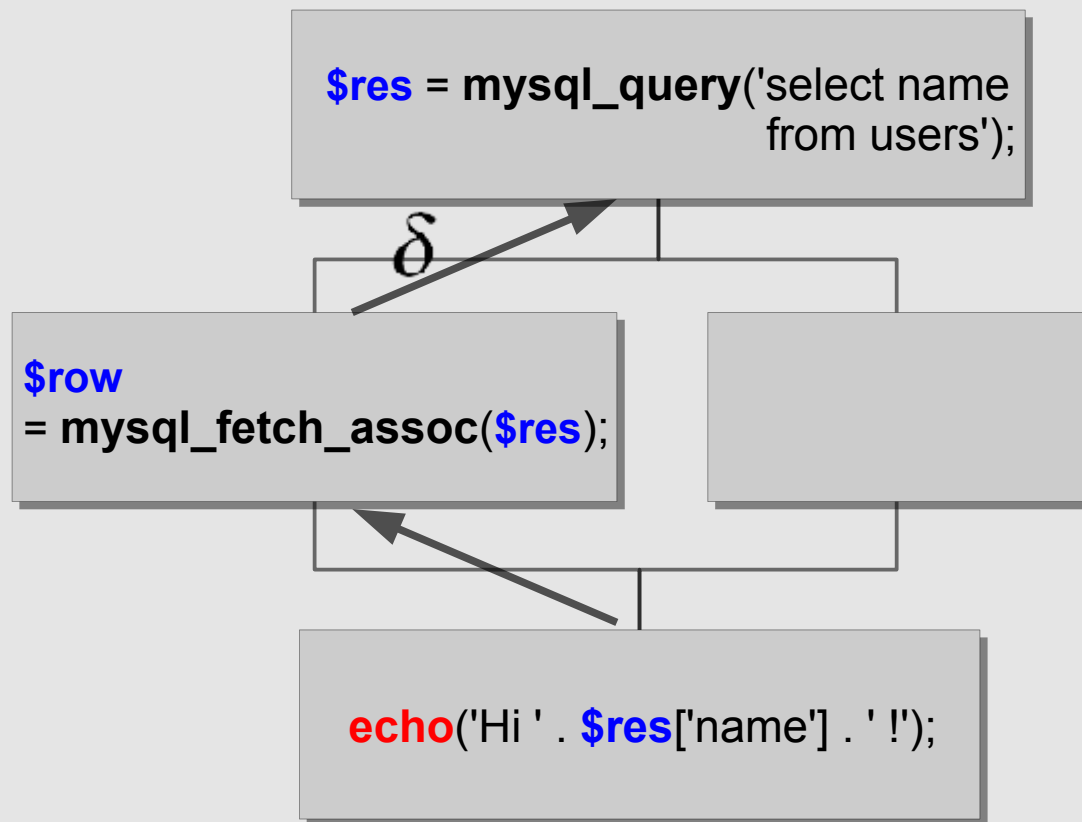 $res = mysql_query('select name
from users');
δ
$row
= mysql_fetch_assoc($res);
echo('Hi ' . $res['name'] . ' !');